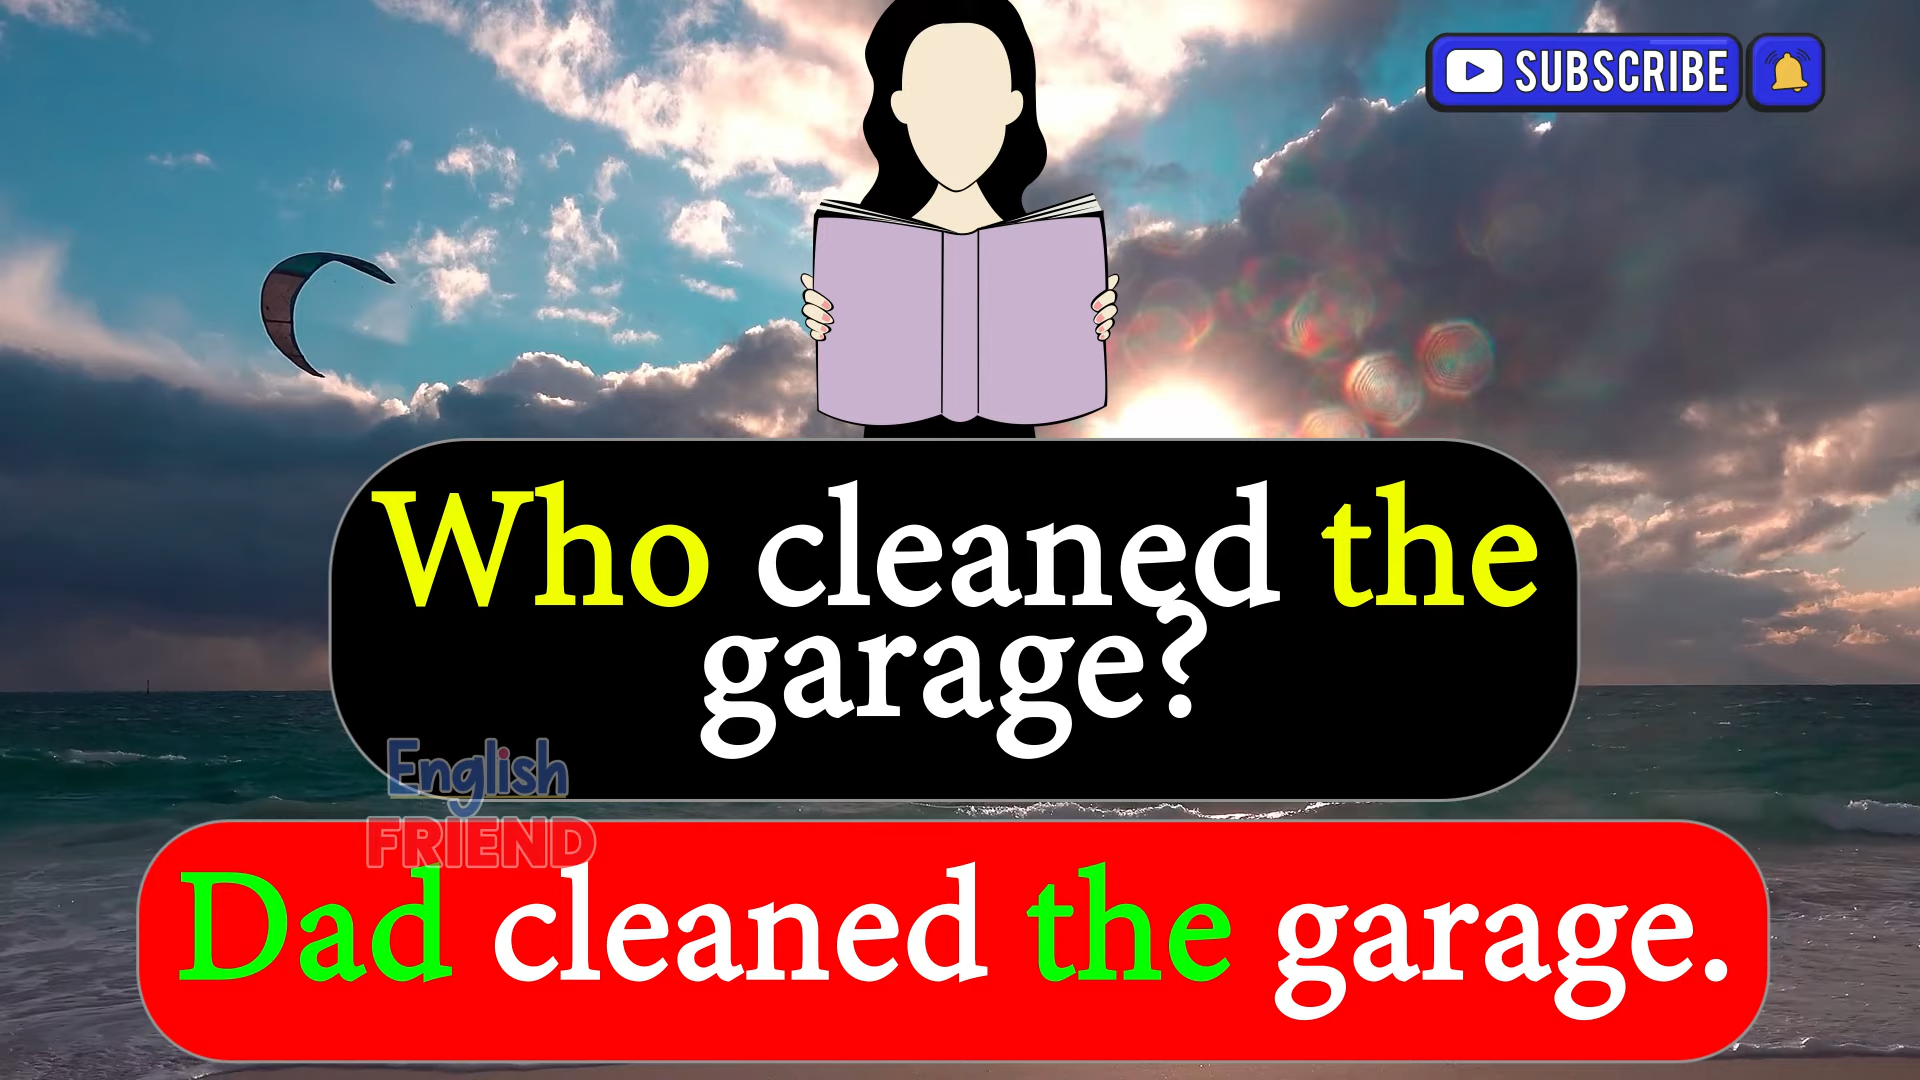 SUBSCRIBE
Who cleaned the
garage?
English
FRIEND
Dad cleaned the garage.